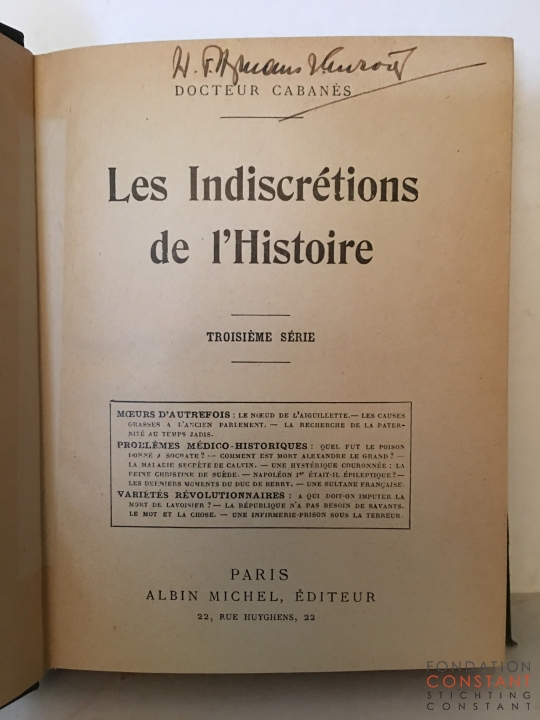 DOCTEUR CABANÈS
Les Indiscrétions
de l'Histoire
TROISIÈME SÉRIE
MŒURS D'AUTREFOIS : LE NŒUD DE L'AIGUILLETTE. — LES CAUSES
GRASSES A L'ANCIEN PARLEMENT. — LA RECHERCHE DE LA PATER-
NITÉ AU TEMPS JADIS.
PROBLÈMES MÉDICO-HISTORIQUES : QUEL FUT LE POISON
DONNÉ A SOCRATE ? — COMMENT EST MORT ALEXANDRE LE GRAND ? —
LA MALADIE SECRÈTE DE CALVIN. — UNE HYSTÉRIQUE COURONNÉE : LA
REINE CHRISTINE DE SUÈDE. — NAPOLÉON 1er ÉTAIT-IL ÉPILEPTIQUE ? —
LES DERNIERS MOMENTS DU DUC DE BERRY. — UNE SULTANE FRANÇAISE.
VARIÉTÉS RÉVOLUTIONNAIRES : A QUI DOIT-ON IMPUTER LA
MORT DE LAVOISIER ? — LA RÉPUBLIQUE N'A PAS BESOIN DE SAVANTS.
LE MOT ET LA CHOSE. — UNE INFIRMERIE-PRISON SOUS LA TERREUR.
PARIS
ALBIN MICHEL, ÉDITEUR
22, RUE HUYGHENS, 22
FONDATION
CONSTANT
STICHTING
CONSTANT